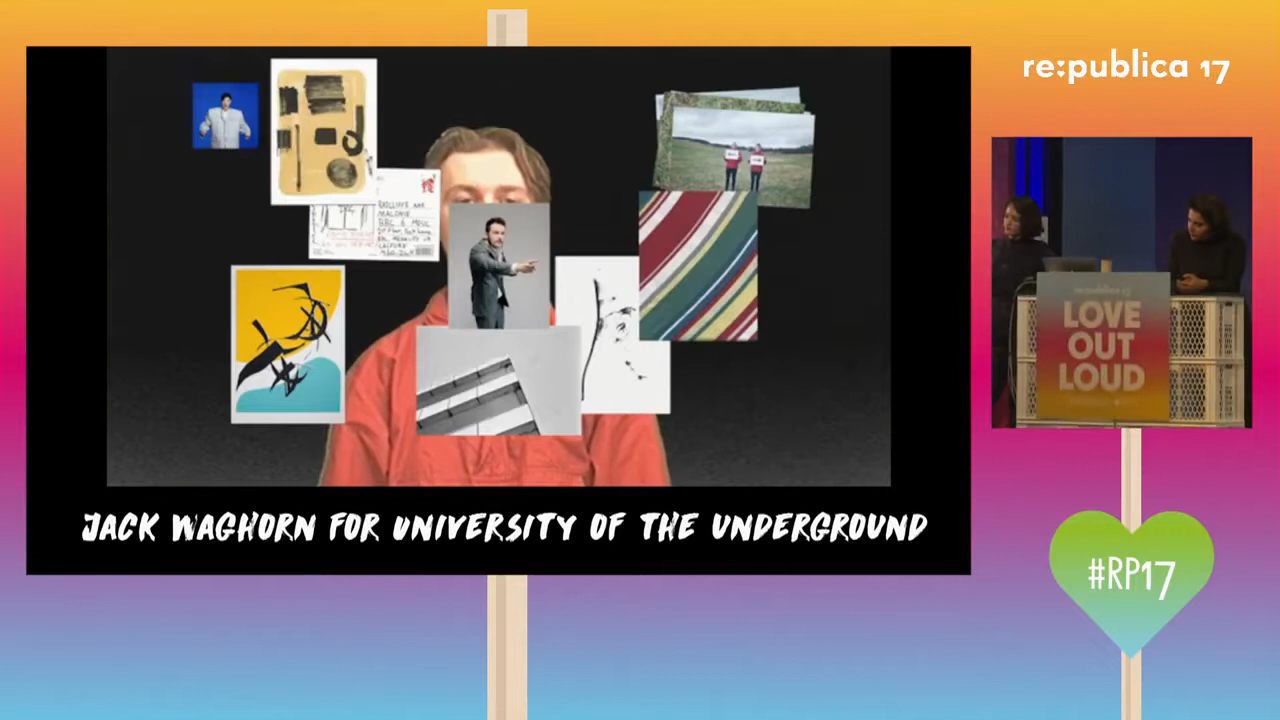 re:publica 17
LOVE
OUT
LOUD
JACK WAGHORN FOR UNIVERSITY OF THE UNDERGROUND
#RP17